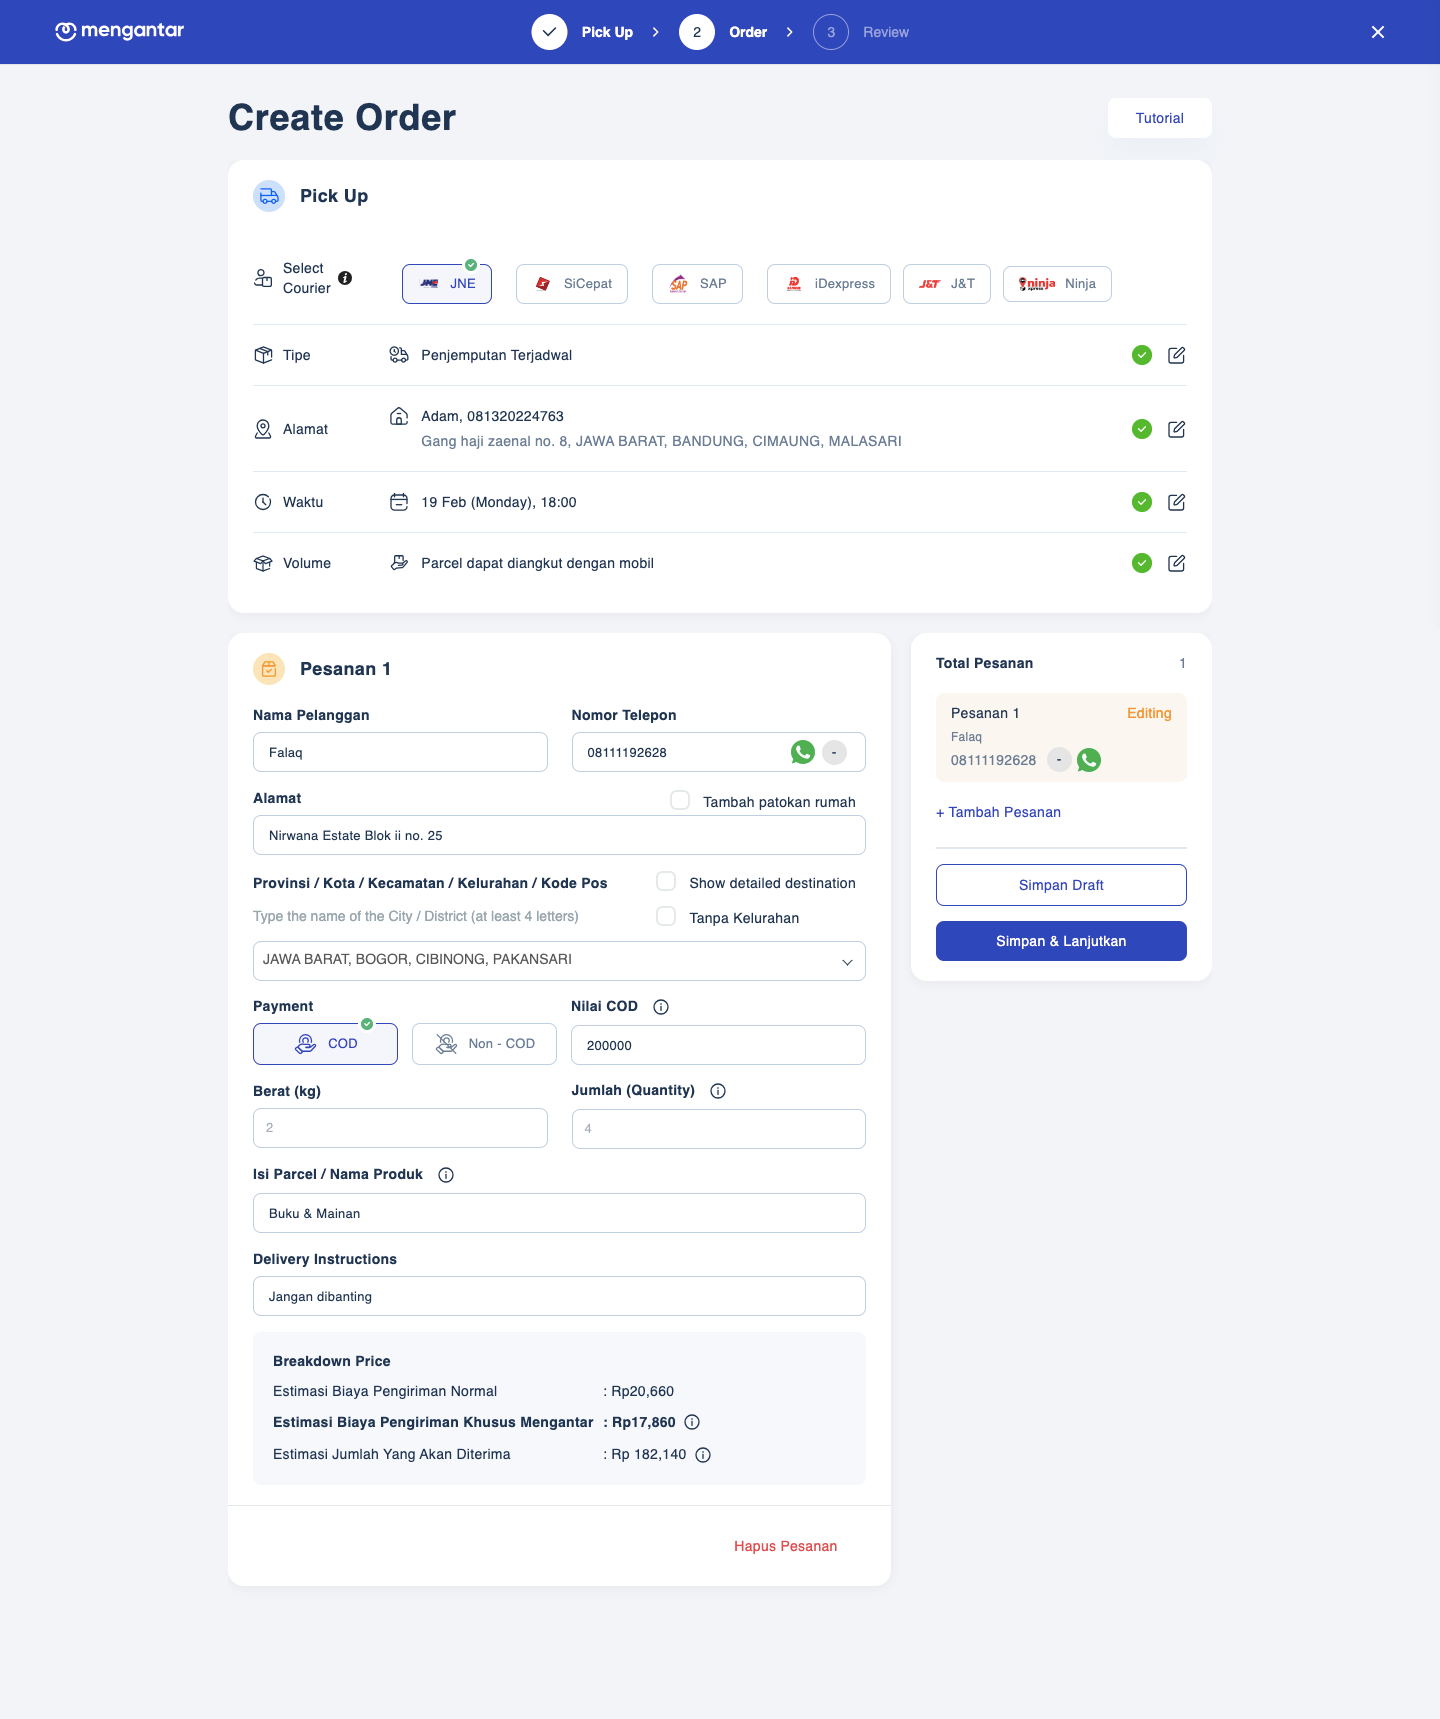 mengantar
Pick Up
2
Order
3
Review
Create Order
Tutorial
Pick Up
Select
Courier
JNE
JNE
SiCepat
SAP
SAP
iDexpress
J&T
J&T
ninja
Ninja
Tipe
Penjemputan Terjadwal
Alamat
Adam, 081320224763
Gang haji zaenal no. 8, JAWA BARAT, BANDUNG, CIMAUNG, MALASARI
Waktu
19 Feb (Monday), 18:00
Volume
Parcel dapat diangkut dengan mobil
Pesanan 1
Nama Pelanggan
Nomor Telepon
Falaq
08111192628
-
Alamat
Tambah patokan rumah
Nirwana Estate Blok ii no. 25
Provinsi / Kota / Kecamatan / Kelurahan / Kode Pos
Show detailed destination
Type the name of the City / District (at least 4 letters)
Tanpa Kelurahan
JAWA BARAT, BOGOR, CIBINONG, PAKANSARI
Payment
Nilai COD
COD
Non - COD
200000
Berat (kg)
Jumlah (Quantity)
2
4
Isi Parcel / Nama Produk
Buku & Mainan
Delivery Instructions
Jangan dibanting
Breakdown Price
Estimasi Biaya Pengiriman Normal : Rp20,660
Estimasi Biaya Pengiriman Khusus Mengantar : Rp17,860
Estimasi Jumlah Yang Akan Diterima : Rp 182,140
Hapus Pesanan
Total Pesanan 1
Pesanan 1 Editing
Falaq
08111192628 -
+ Tambah Pesanan
Simpan Draft
Simpan & Lanjutkan